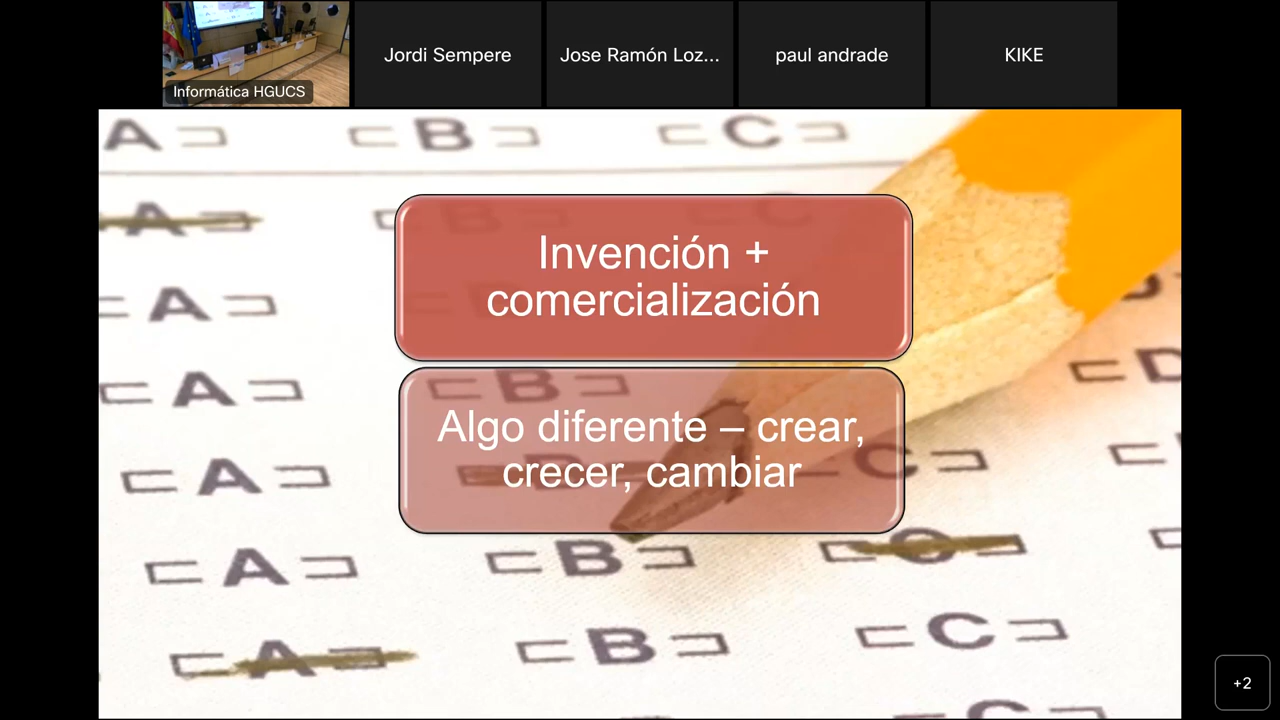 Jordi Sempere
Jose Ramón Loz...
paul andrade
KIKE
Informática HGUCS
A B C
A
Invención +
comercialización
A
A B D
Algo diferente – crear,
crecer, cambiar
A C
A B C
A B C
C
+2